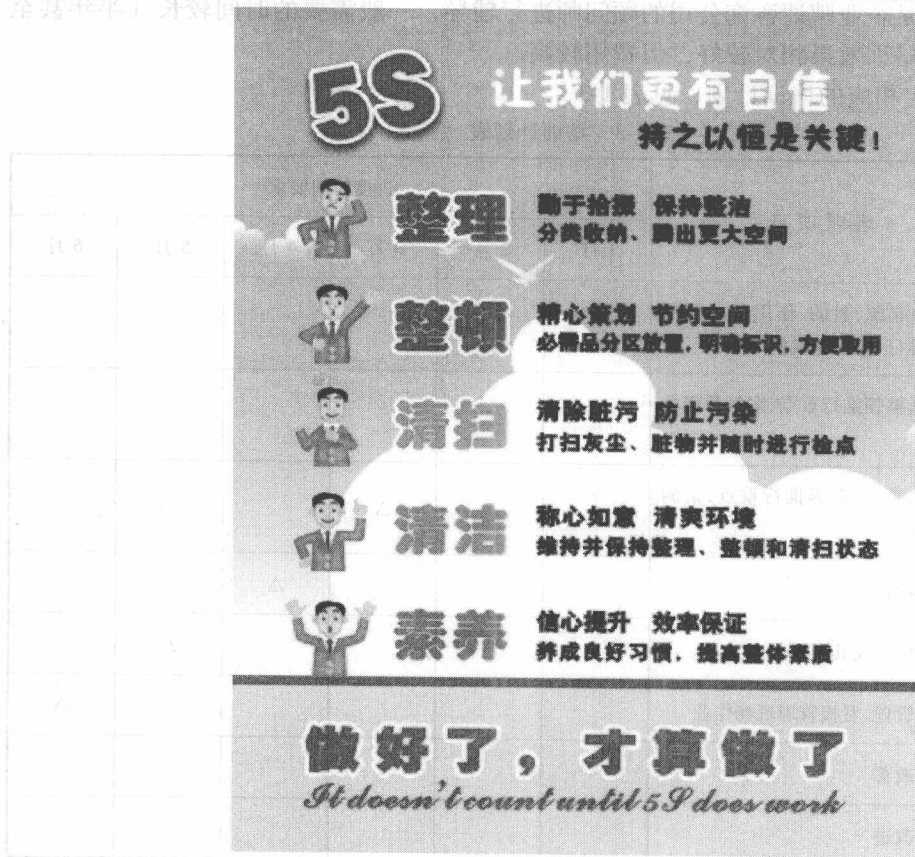 5S 让我们更有自信
持之以恒是关键！
整理
勤于拾掇 保持整洁
分类收纳、腾出更大空间
整顿
精心策划 节约空间
必需品分区放置，明确标识，方便取用
清扫
清除脏污 防止污染
打扫灰尘、脏物并随时进行检点
清洁
称心如意 清爽环境
维持并保持整理、整顿和清扫状态
素养
信心提升 效率保证
养成良好习惯，提高整体素质
做好了，才算做了
It doesn't count until 5S does work